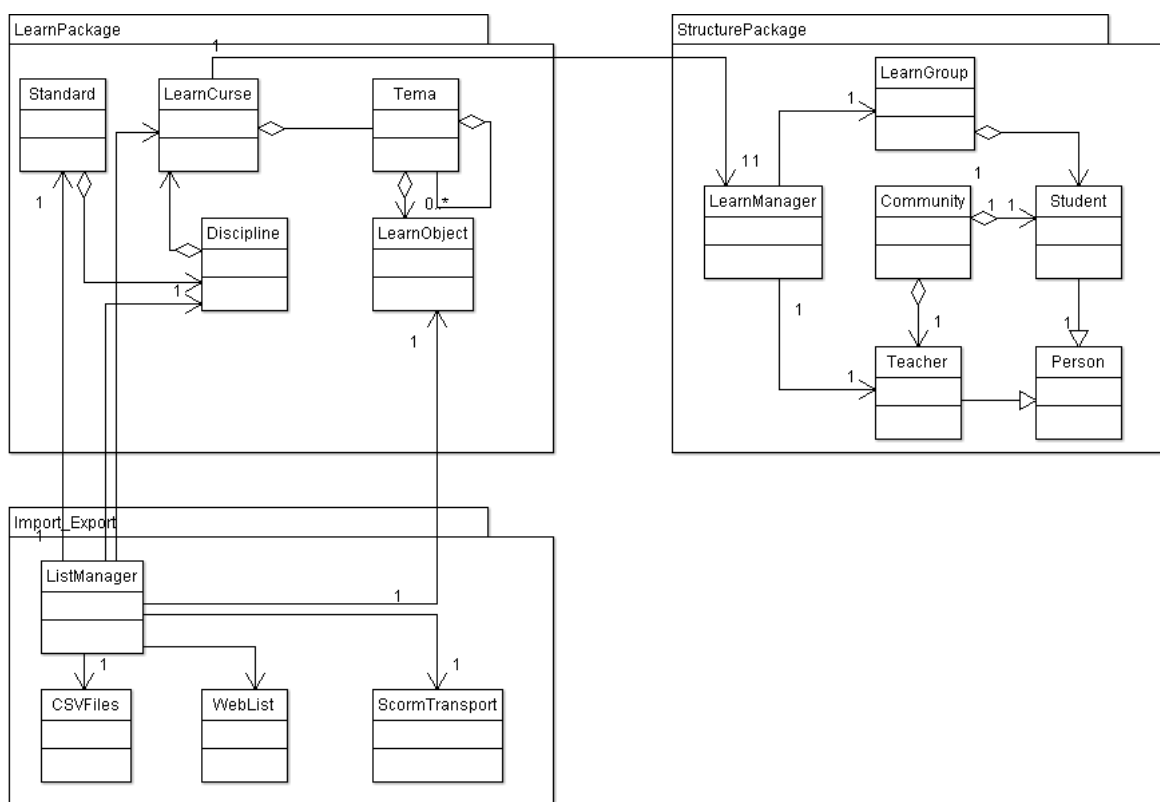 LearnPackage
StructurePackage
1
LearnGroup
Standard
LearnCurse
Tema
1
11
1
1
0..*
LearnManager
Community
1
1
Student
Discipline
LearnObject
1
1
1
1
1
1
Teacher
Person
1
Import_Export
1
ListManager
1
1
1
CSVFiles
WebList
ScormTransport